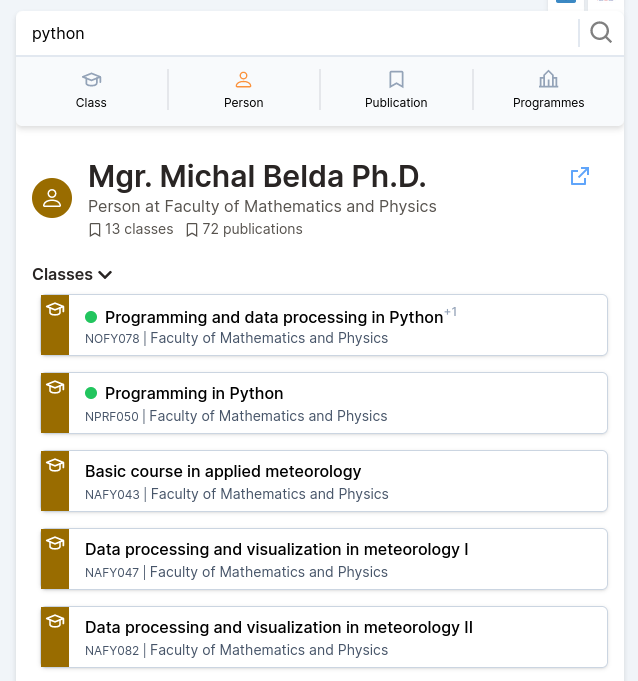 python
Class
Person
Publication
Programmes
Mgr. Michal Belda Ph.D.
Person at Faculty of Mathematics and Physics
13 classes 72 publications
Classes
Programming and data processing in Python+1
NOFY078 | Faculty of Mathematics and Physics
Programming in Python
NPRF050 | Faculty of Mathematics and Physics
Basic course in applied meteorology
NAFY043 | Faculty of Mathematics and Physics
Data processing and visualization in meteorology I
NAFY047 | Faculty of Mathematics and Physics
Data processing and visualization in meteorology II
NAFY082 | Faculty of Mathematics and Physics